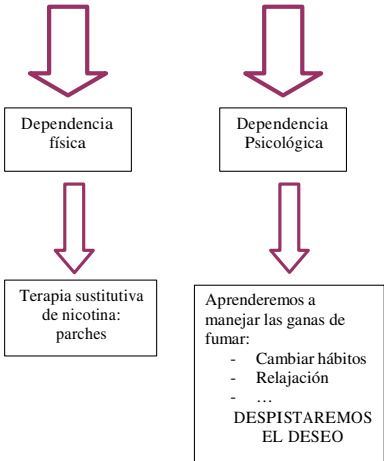 Dependencia
física
Dependencia
Psicológica
Terapia sustitutiva
de nicotina:
parches
Aprenderemos a
manejar las ganas de
fumar:
- Cambiar hábitos
- Relajación
- …
DESPISTAREMOS
EL DESEO